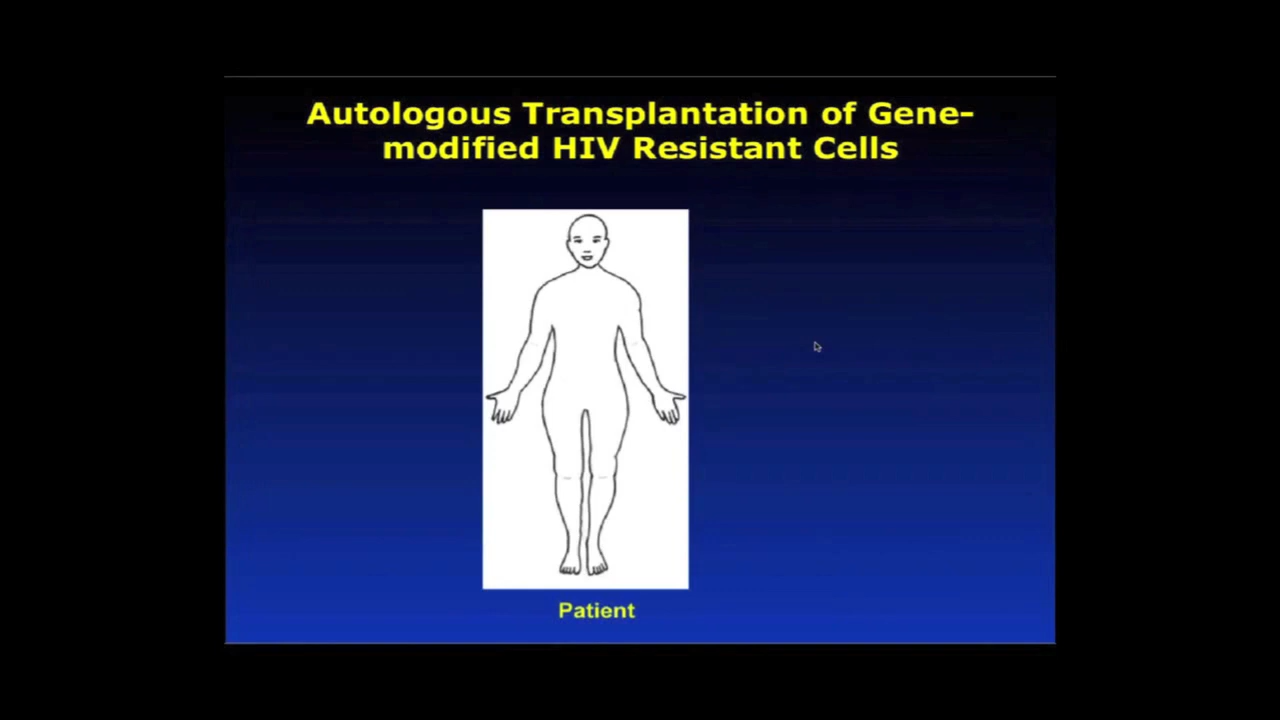 Autologous Transplantation of Gene-
modified HIV Resistant Cells
Patient